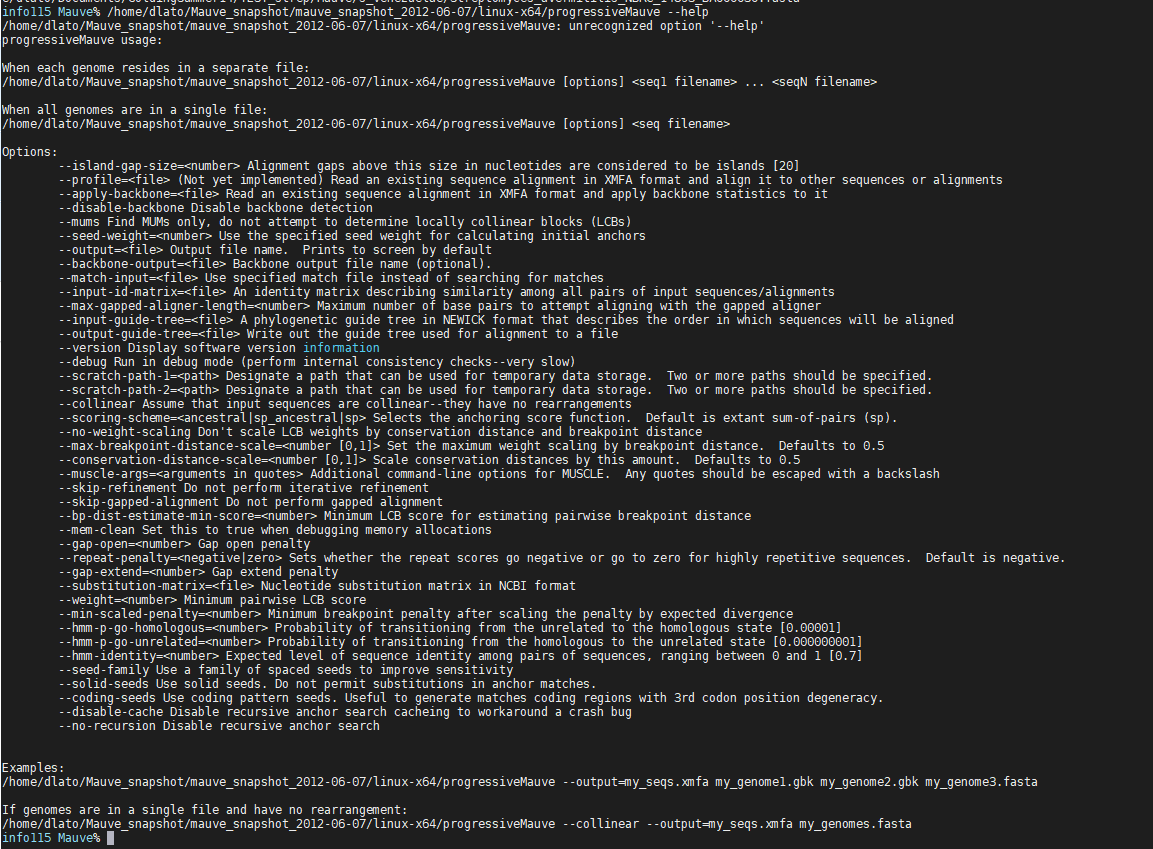 info115 Mauve% /home/dlato/Mauve_snapshot/mauve_snapshot_2012-06-07/linux-x64/progressiveMauve --help
/home/dlato/Mauve_snapshot/mauve_snapshot_2012-06-07/linux-x64/progressiveMauve: unrecognized option '--help'
progressiveMauve usage:

When each genome resides in a separate file:
/home/dlato/Mauve_snapshot/mauve_snapshot_2012-06-07/linux-x64/progressiveMauve [options] <seq1 filename> ... <seqN filename>

When all genomes are in a single file:
/home/dlato/Mauve_snapshot/mauve_snapshot_2012-06-07/linux-x64/progressiveMauve [options] <seq filename>

Options:
--island-gap-size=<number> Alignment gaps above this size in nucleotides are considered to be islands [20]
--profile=<file> (Not yet implemented) Read an existing sequence alignment in XMFA format and align it to other sequences or alignments
--apply-backbone=<file> Read an existing sequence alignment in XMFA format and apply backbone statistics to it
--disable-backbone Disable backbone detection
--mums Find MUMs only, do not attempt to determine locally collinear blocks (LCBs)
--seed-weight=<number> Use the specified seed weight for calculating initial anchors
--output=<file> Output file name.  Prints to screen by default
--backbone-output=<file> Backbone output file name (optional).
--match-input=<file> Use specified match file instead of searching for matches
--input-id-matrix=<file> An identity matrix describing similarity among all pairs of input sequences/alignments
--max-gapped-aligner-length=<number> Maximum number of base pairs to attempt aligning with the gapped aligner
--input-guide-tree=<file> A phylogenetic guide tree in NEWICK format that describes the order in which sequences will be aligned
--output-guide-tree=<file> Write out the guide tree used for alignment to a file
--version Display software version information
--debug Run in debug mode (perform internal consistency checks--very slow)
--scratch-path-1=<path> Designate a path that can be used for temporary data storage.  Two or more paths should be specified.
--scratch-path-2=<path> Designate a path that can be used for temporary data storage.  Two or more paths should be specified.
--collinear Assume that input sequences are collinear--they have no rearrangements
--scoring-scheme=<ancestral|sp_ancestral|sp> Selects the anchoring score function.  Default is extant sum-of-pairs (sp).
--no-weight-scaling Don't scale LCB weights by conservation distance and breakpoint distance
--max-breakpoint-distance-scale=<number [0,1]> Set the maximum weight scaling by breakpoint distance.  Defaults to 0.5
--conservation-distance-scale=<number [0,1]> Scale conservation distances by this amount.  Defaults to 0.5
--muscle-args=<arguments in quotes> Additional command-line options for MUSCLE.  Any quotes should be escaped with a backslash
--skip-refinement Do not perform iterative refinement
--skip-gapped-alignment Do not perform gapped alignment
--bp-dist-estimate-min-score=<number> Minimum LCB score for estimating pairwise breakpoint distance
--mem-clean Set this to true when debugging memory allocations
--gap-open=<number> Gap open penalty
--repeat-penalty=<negative|zero> Sets whether the repeat scores go negative or go to zero for highly repetitive sequences.  Default is negative.
--gap-extend=<number> Gap extend penalty
--substitution-matrix=<file> Nucleotide substitution matrix in NCBI format
--weight=<number> Minimum pairwise LCB score
--min-scaled-penalty=<number> Minimum breakpoint penalty after scaling the penalty by expected divergence
--hmm-p-go-homologous=<number> Probability of transitioning from the unrelated to the homologous state [0.00001]
--hmm-p-go-unrelated=<number> Probability of transitioning from the homologous to the unrelated state [0.000000001]
--hmm-identity=<number> Expected level of sequence identity among pairs of sequences, ranging between 0 and 1 [0.7]
--seed-family Use a family of spaced seeds to improve sensitivity
--solid-seeds Use solid seeds. Do not permit substitutions in anchor matches.
--coding-seeds Use coding pattern seeds. Useful to generate matches coding regions with 3rd codon position degeneracy.
--disable-cache Disable recursive anchor search cacheing to workaround a crash bug
--no-recursion Disable recursive anchor search

Examples:
/home/dlato/Mauve_snapshot/mauve_snapshot_2012-06-07/linux-x64/progressiveMauve --output=my_seqs.xmfa my_genome1.gbk my_genome2.gbk my_genome3.fasta

If genomes are in a single file and have no rearrangement:
/home/dlato/Mauve_snapshot/mauve_snapshot_2012-06-07/linux-x64/progressiveMauve --collinear --output=my_seqs.xmfa my_genomes.fasta
info115 Mauve%